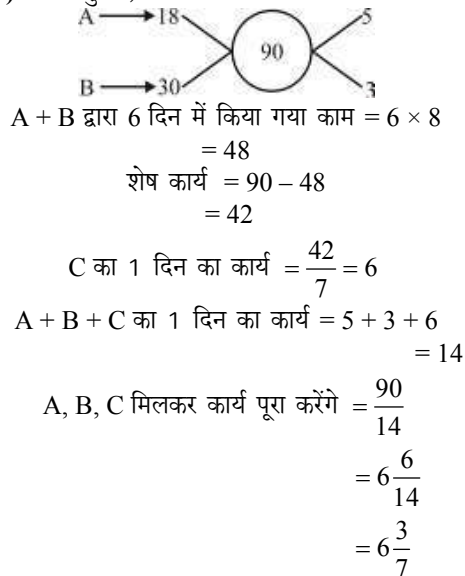 A → 18 5
90
B → 30 3
A + B द्वारा 6 दिन में किया गया काम = 6 × 8
= 48
शेष कार्य = 90 – 48
= 42
C का 1 दिन का कार्य = 42/7 = 6
A + B + C का 1 दिन का कार्य = 5 + 3 + 6
= 14
A, B, C मिलकर कार्य पूरा करेंगे = 90/14
= 6 6/14
= 6 3/7